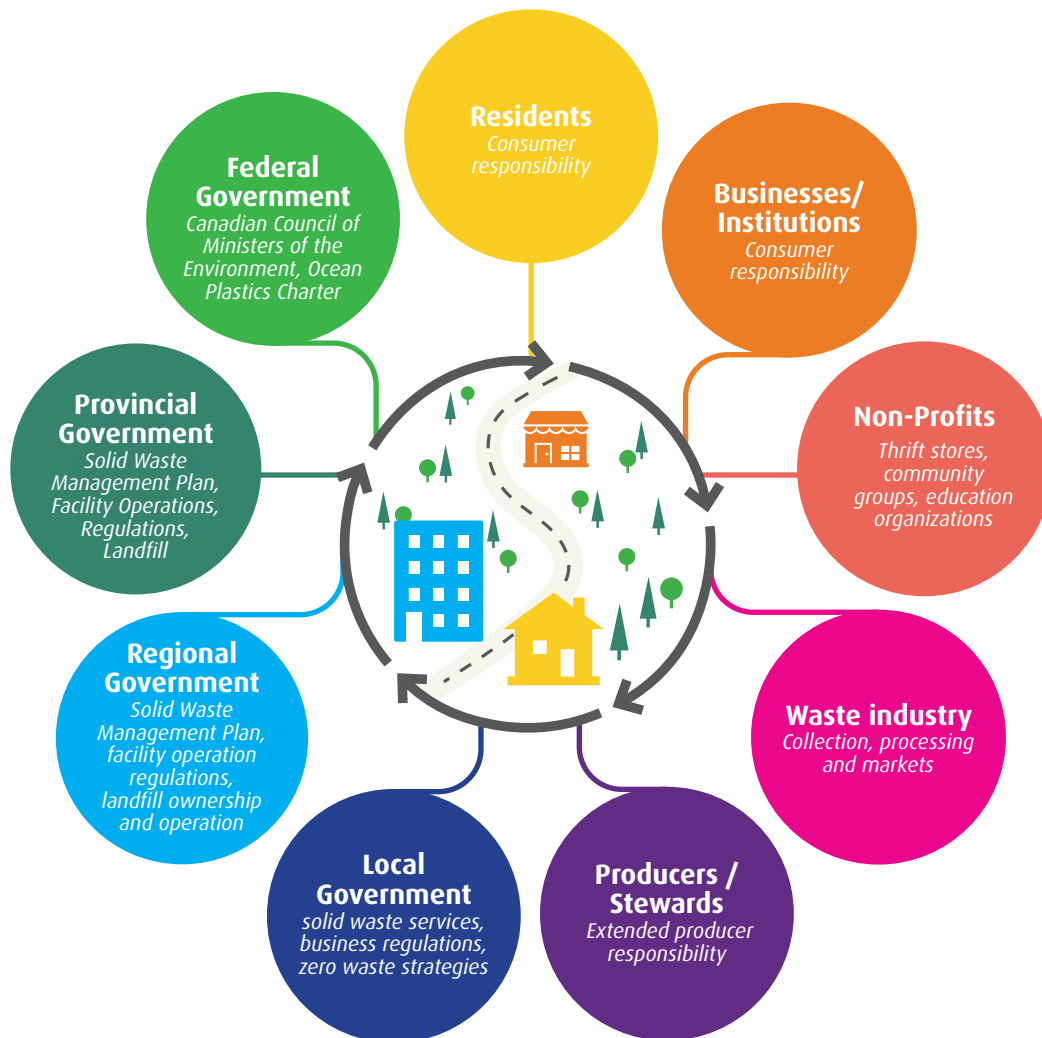 Residents
Consumer
responsibility
Businesses/
Institutions
Consumer
responsibility
Non-Profits
Thrift stores,
community
groups, education
organizations
Waste industry
Collection, processing
and markets
Producers /
Stewards
Extended producer
responsibility
Local
Government
solid waste services,
business regulations,
zero waste strategies
Regional
Government
Solid Waste
Management Plan,
facility operation
regulations,
landfill ownership
and operation
Provincial
Government
Solid Waste
Management Plan,
Facility Operations,
Regulations,
Landfill
Federal
Government
Canadian Council of
Ministers of the
Environment, Ocean
Plastics Charter